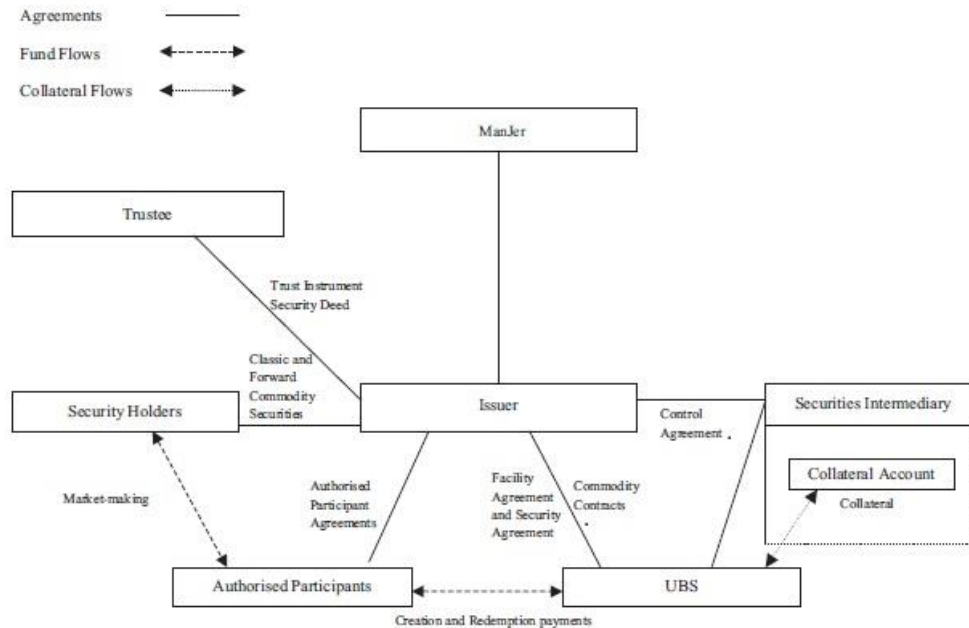 Agreements
Fund Flows
Collateral Flows
ManJer
Trustee
Trust Instrument
Security Deed
Classic and
Forward
Commodity
Securities
Security Holders
Issuer
Control
Agreement
Securities Intermediary
Collateral Account
Collateral
Market-making
Authorised
Participant
Agreements
Facility
Agreement
and Security
Agreement
Commodity
Contracts
Authorised Participants
UBS
Creation and Redemption payments